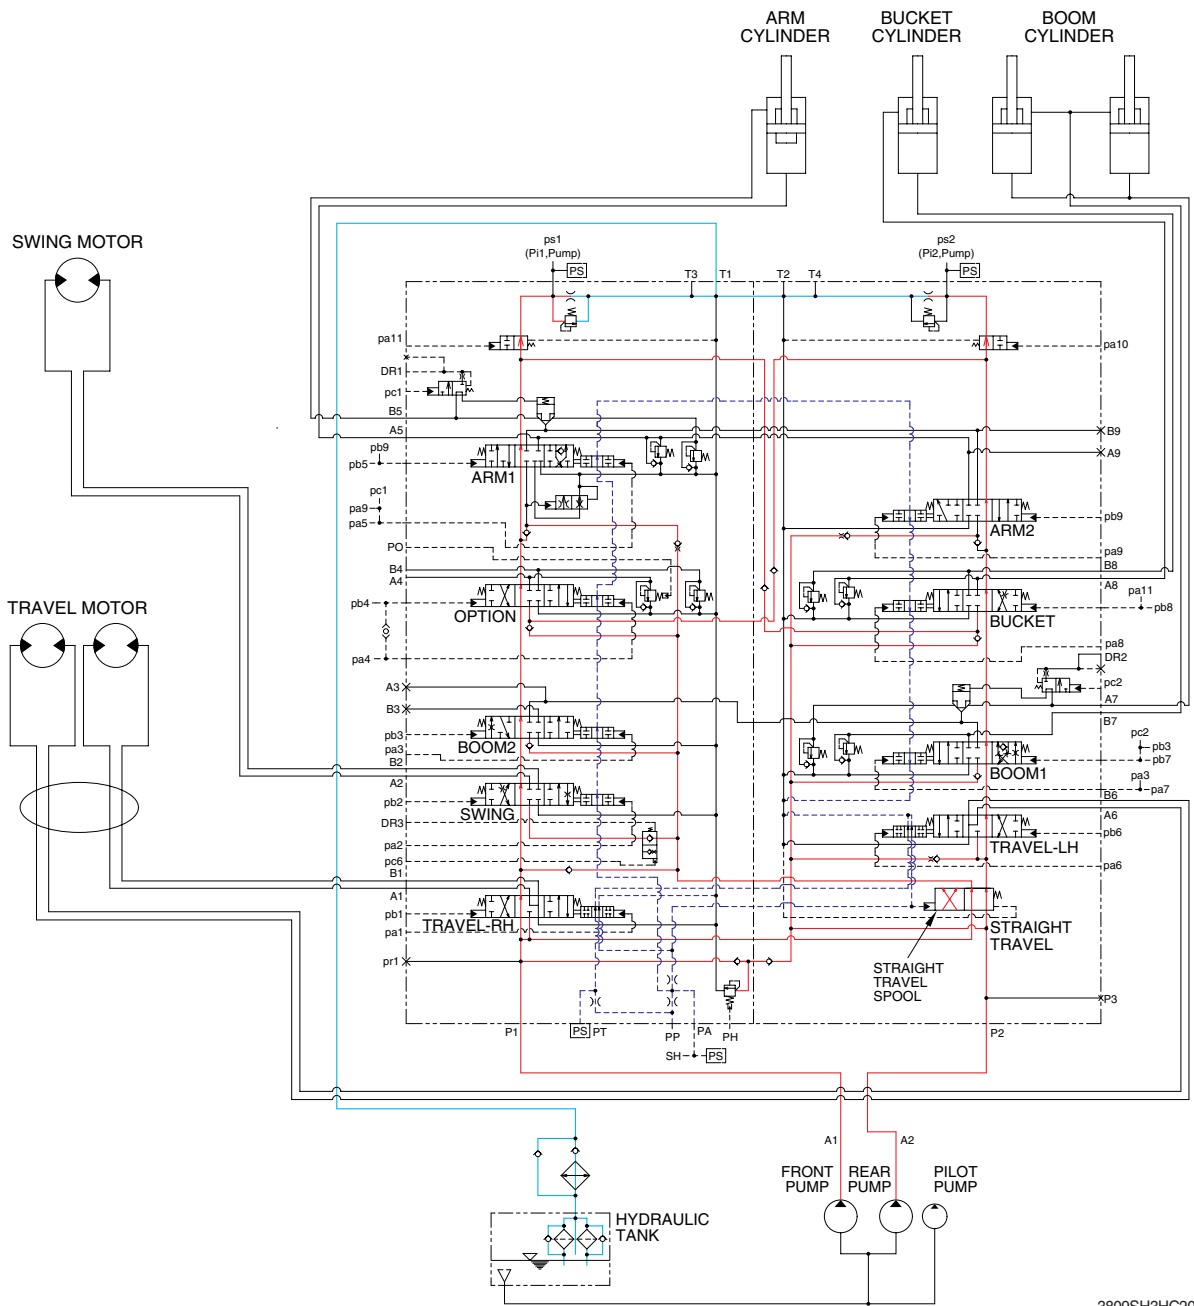 ARM
CYLINDER
BUCKET
CYLINDER
BOOM
CYLINDER
SWING MOTOR
ps1
(Pi1,Pump)
PS
ps2
(Pi2,Pump)
PS
T3
T1
T2
T4
pa11
pa10
DR1
pc1
B5
A5
B9
A9
pb9
pb5
ARM1
pc1
pa9
pa5
ARM2
pb9
pa9
PO
B4
A4
B8
A8
pb4
OPTION
BUCKET
pa11
pb8
TRAVEL MOTOR
pa4
pa8
DR2
A3
B3
pc2
A7
B7
pb3
BOOM2
pa3
B2
BOOM1
pc2
pb3
pb7
pa3
pa7
A2
pb2
SWING
B6
A6
DR3
pa2
pc6
TRAVEL-LH
pb6
pa6
B1
A1
pb1
TRAVEL-RH
pa1
STRAIGHT
TRAVEL
pr1
STRAIGHT
TRAVEL
SPOOL
P3
P1
PS
PT
PP
PA
PH
P2
SH
PS
A1
A2
FRONT
PUMP
REAR
PUMP
PILOT
PUMP
HYDRAULIC
TANK